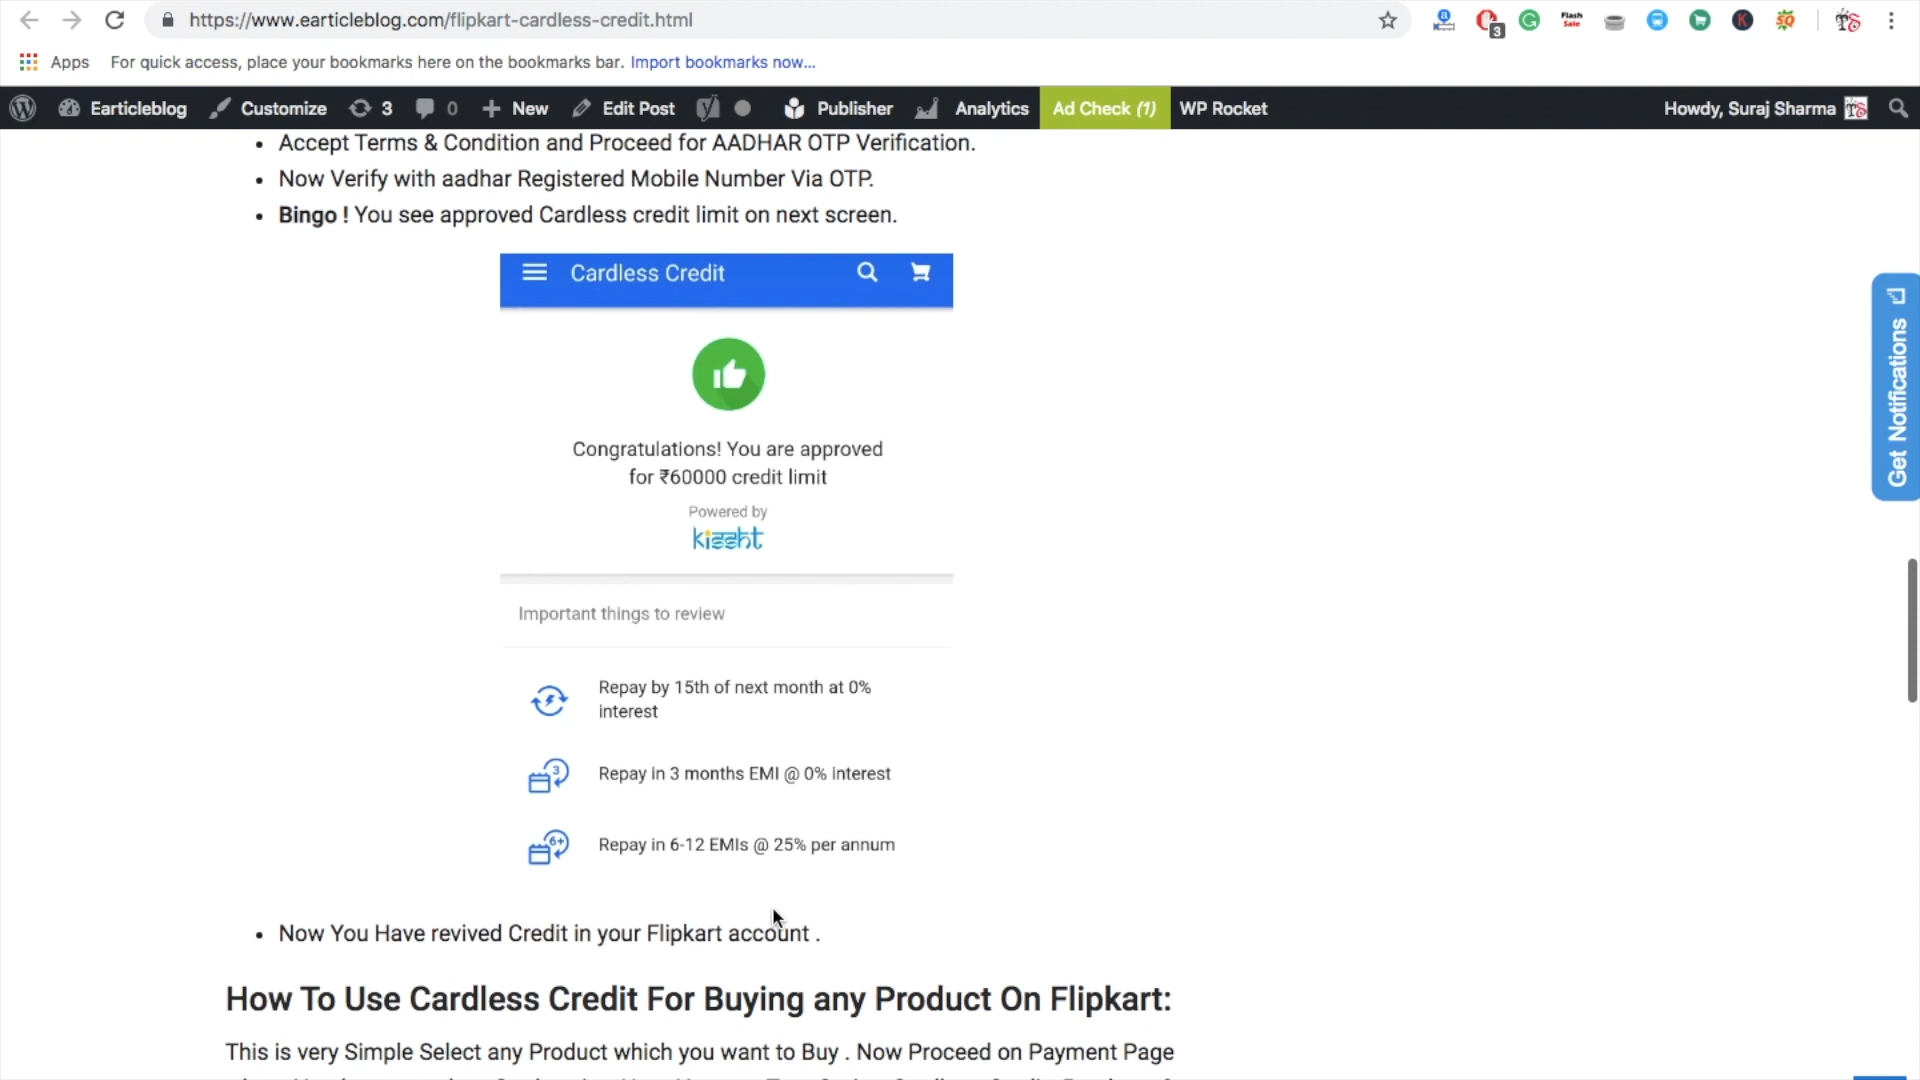 https://www.earticleblog.com/flipkart-cardless-credit.html
3
Flash
Sale
Apps For quick access, place your bookmarks here on the bookmarks bar. Import bookmarks now...
Earticleblog Customize 3 0 New Edit Post Publisher Analytics Ad Check (1) WP Rocket Howdy, Suraj Sharma
Accept Terms & Condition and Proceed for AADHAR OTP Verification.
Now Verify with aadhar Registered Mobile Number Via OTP.
Bingo ! You see approved Cardless credit limit on next screen.
Cardless Credit
Congratulations! You are approved
for ₹60000 credit limit
Powered by
kissht
Important things to review
Repay by 15th of next month at 0%
interest
3
Repay in 3 months EMI @ 0% interest
6+
Repay in 6-12 EMIs @ 25% per annum
Now You Have revived Credit in your Flipkart account .
How To Use Cardless Credit For Buying any Product On Flipkart:
This is very Simple Select any Product which you want to Buy . Now Proceed on Payment Page
Get Notifications